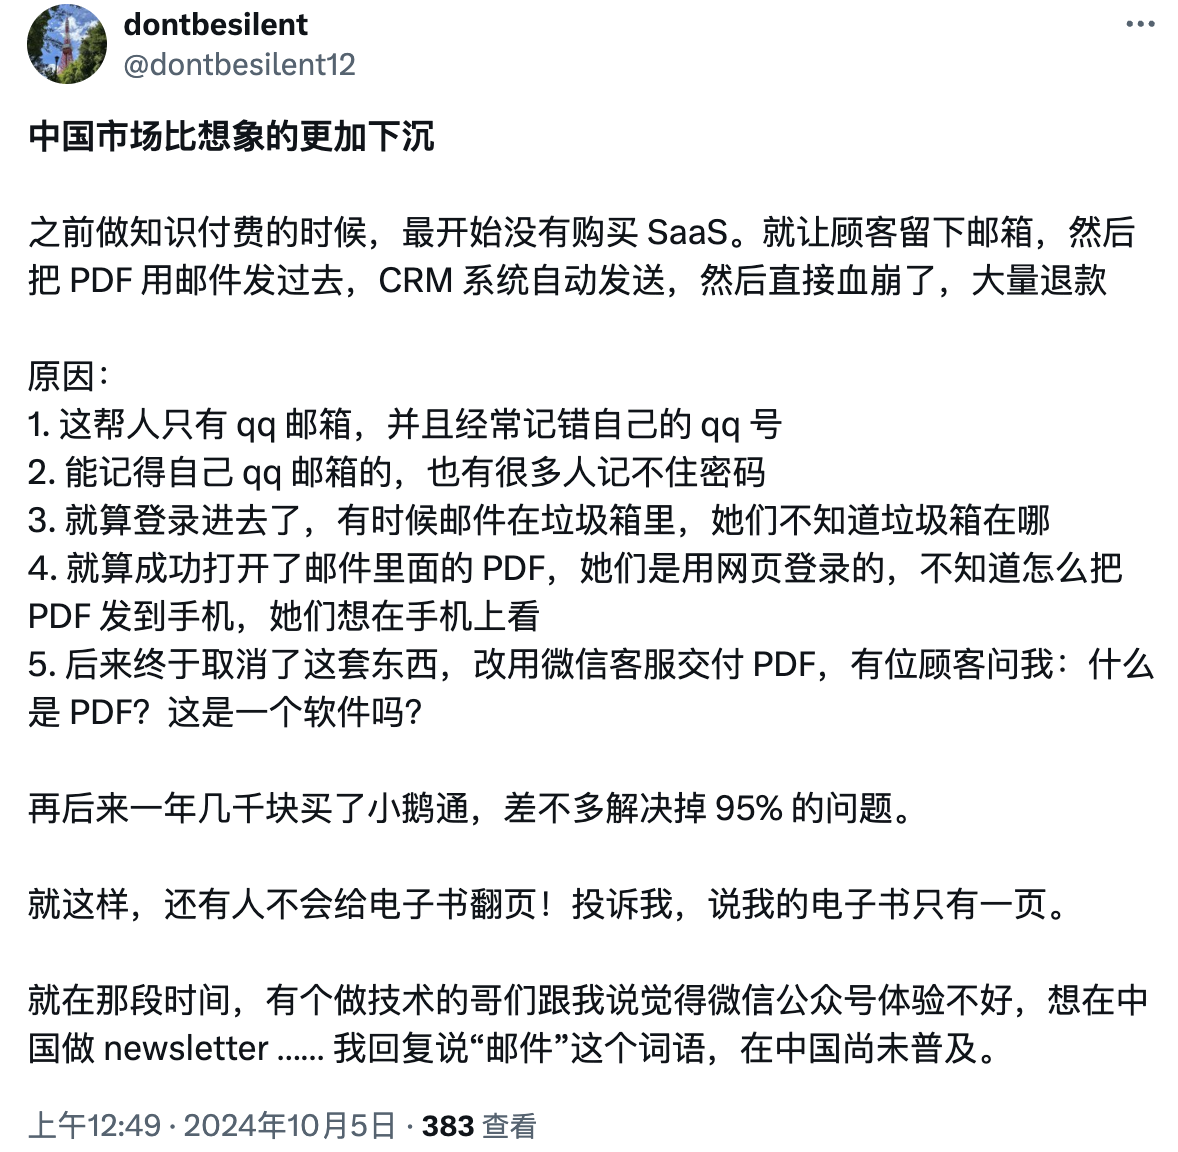 dontbesilent
@dontbesilent12
中国市场比想象的更加下沉
之前做知识付费的时候，最开始没有购买 SaaS。就让顾客留下邮箱，然后
把 PDF 用邮件发过去，CRM 系统自动发送，然后直接血崩了，大量退款
原因：
1. 这帮人只有 qq 邮箱，并且经常记错自己的 qq 号
2. 能记得自己 qq 邮箱的，也有很多人记不住密码
3. 就算登录进去了，有时候邮件在垃圾箱里，她们不知道垃圾箱在哪
4. 就算成功打开了邮件里面的 PDF，她们是用网页登录的，不知道怎么把
PDF 发到手机，她们想在手机上看
5. 后来终于取消了这套东西，改用微信客服交付 PDF，有位顾客问我：什么
是 PDF？这是一个软件吗？
再后来一年几千块买了小鹅通，差不多解决掉 95% 的问题。
就这样，还有人不会给电子书翻页！投诉我，说我的电子书只有一页。
就在那段时间，有个做技术的哥们跟我说觉得微信公众号体验不好，想在中
国做 newsletter ...... 我回复说“邮件”这个词语，在中国尚未普及。
上午12:49 · 2024年10月5日 · 383 查看